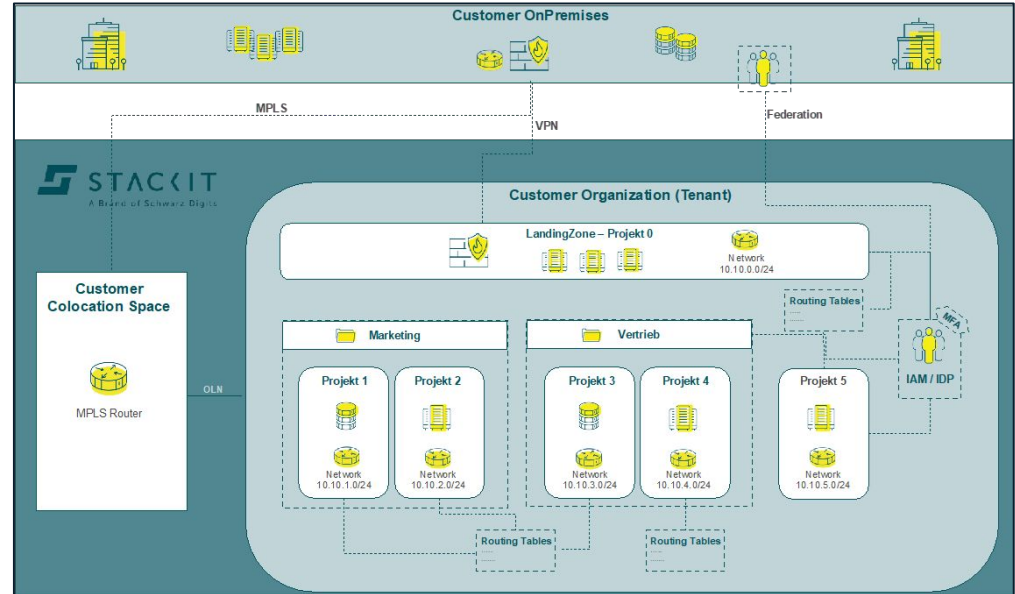 Customer OnPremises
MPLS
VPN
Federation
STACKIT
A Brand of Schwarz Digits
Customer Organization (Tenant)
LandingZone – Projekt 0
Network
10.10.0.0/24
Customer
Colocation Space
MPLS Router
OLN
Routing Tables
......
........
MFA
IAM / IDP
Marketing
Vertrieb
Projekt 1
Network
10.10.1.0/24
Projekt 2
Network
10.10.2.0/24
Projekt 3
Network
10.10.3.0/24
Projekt 4
Network
10.10.4.0/24
Projekt 5
Network
10.10.5.0/24
Routing Tables
......
........
Routing Tables
......
........